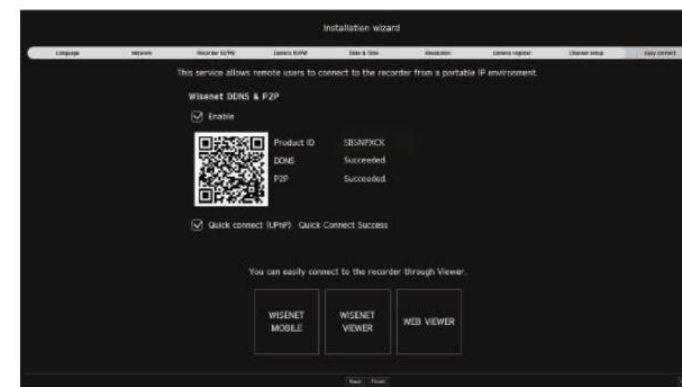 Installation wizard
Language Network Recorder ID/PW Camera ID/PW Date & Time Resolution Camera register Channel setup Easy connect
This service allows remote users to connect to the recorder from a portable IP environment.
Wisenet DDNS & P2P
Enable
Product ID
DDNS Succeeded.
P2P Succeeded.
Quick connect (UPnP) Quick Connect Success
You can easily connect to the recorder through Viewer.
WISENET MOBILE
WISENET VIEWER
WEB VIEWER
Back Finish